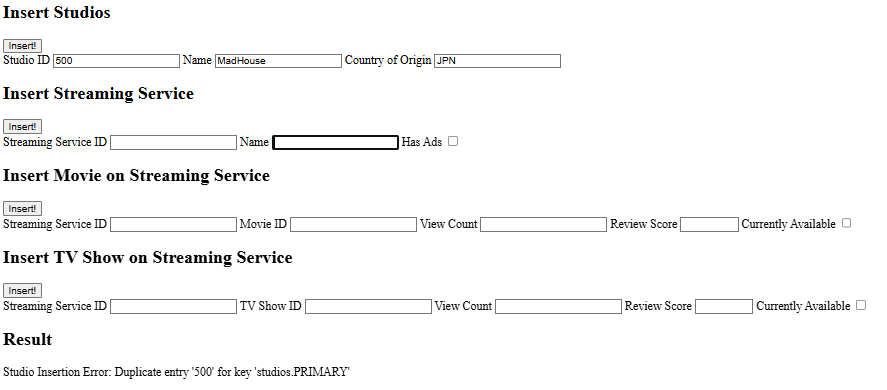 Insert Studios
Insert!
Studio ID 500 Name MadHouse Country of Origin JPN
Insert Streaming Service
Insert!
Streaming Service ID Name Has Ads
Insert Movie on Streaming Service
Insert!
Streaming Service ID Movie ID View Count Review Score Currently Available
Insert TV Show on Streaming Service
Insert!
Streaming Service ID TV Show ID View Count Review Score Currently Available
Result
Studio Insertion Error: Duplicate entry '500' for key 'studios.PRIMARY'